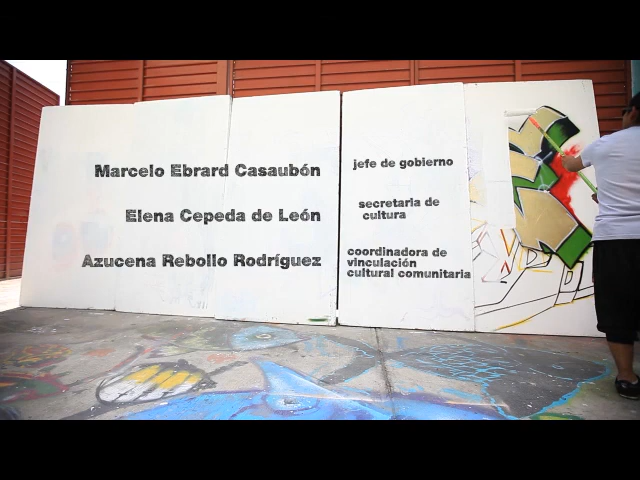 Marcelo Ebrard Casaubón
jefe de gobierno
Elena Cepeda de León
secretaria de
cultura
Azucena Rebollo Rodríguez
coordinadora de
vinculación
cultural comunitaria